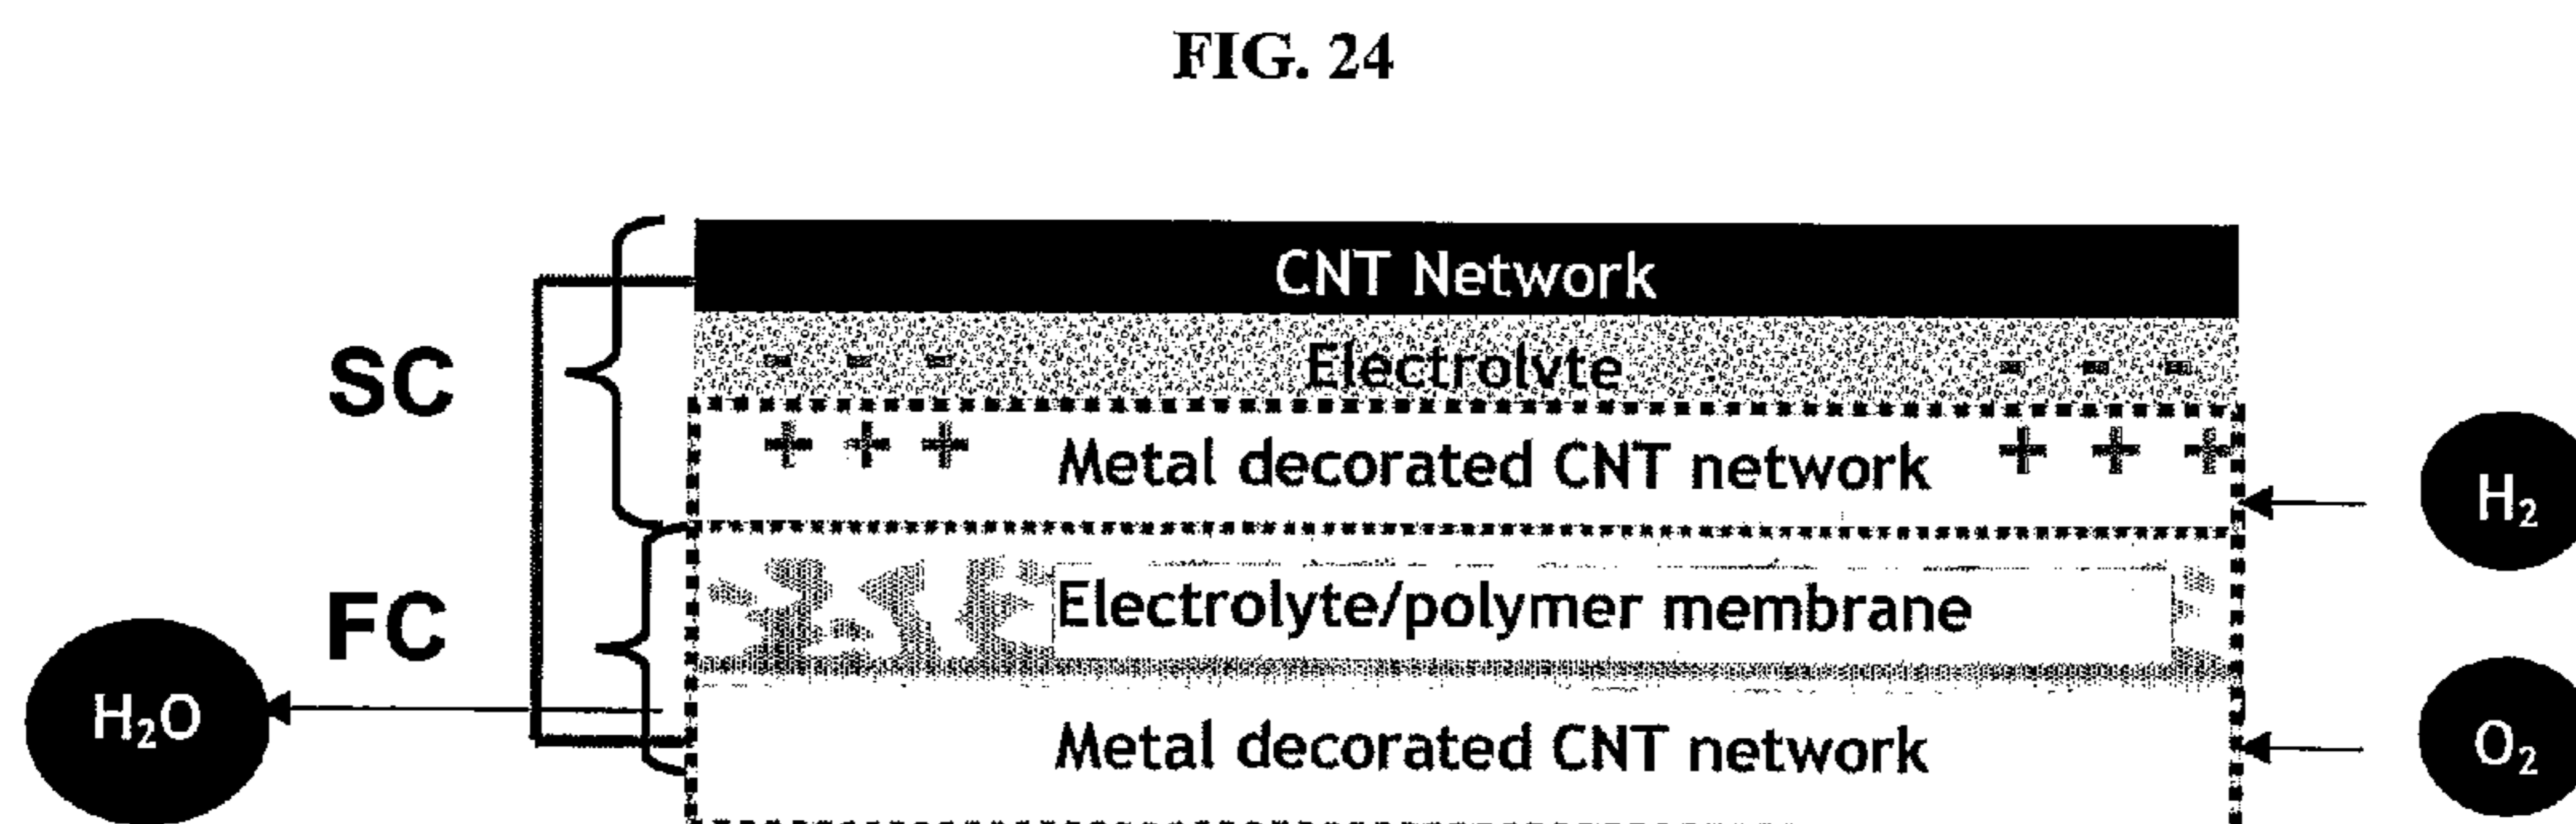 FIG. 24
CNT Network
SC
- - -
Electrolyte
- - -
+ + +
Metal decorated CNT network
+ + +
H₂
FC
Electrolyte/polymer membrane
H₂O
Metal decorated CNT network
O₂